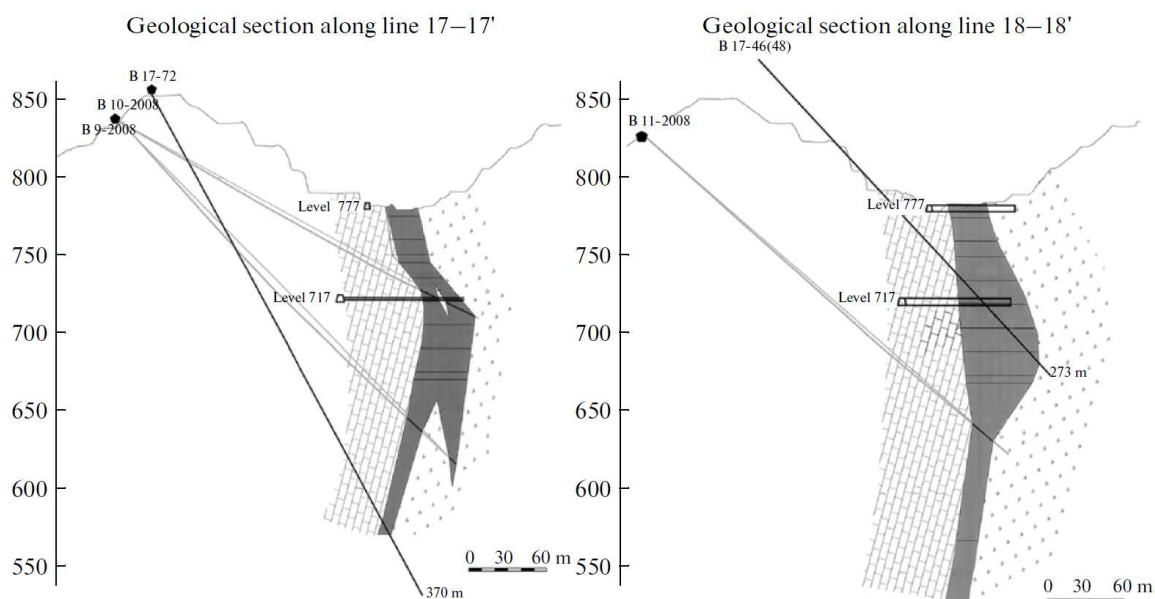 Geological section along line 17–17'
B 17-72
B 10-2008
B 9-2008
850
800
750
700
650
600
550
Level 777
Level 717
0 30 60 m
370 m
Geological section along line 18–18'
B 17-46(48)
B 11-2008
850
800
750
700
650
600
550
Level 777
Level 717
273 m
0 30 60 m